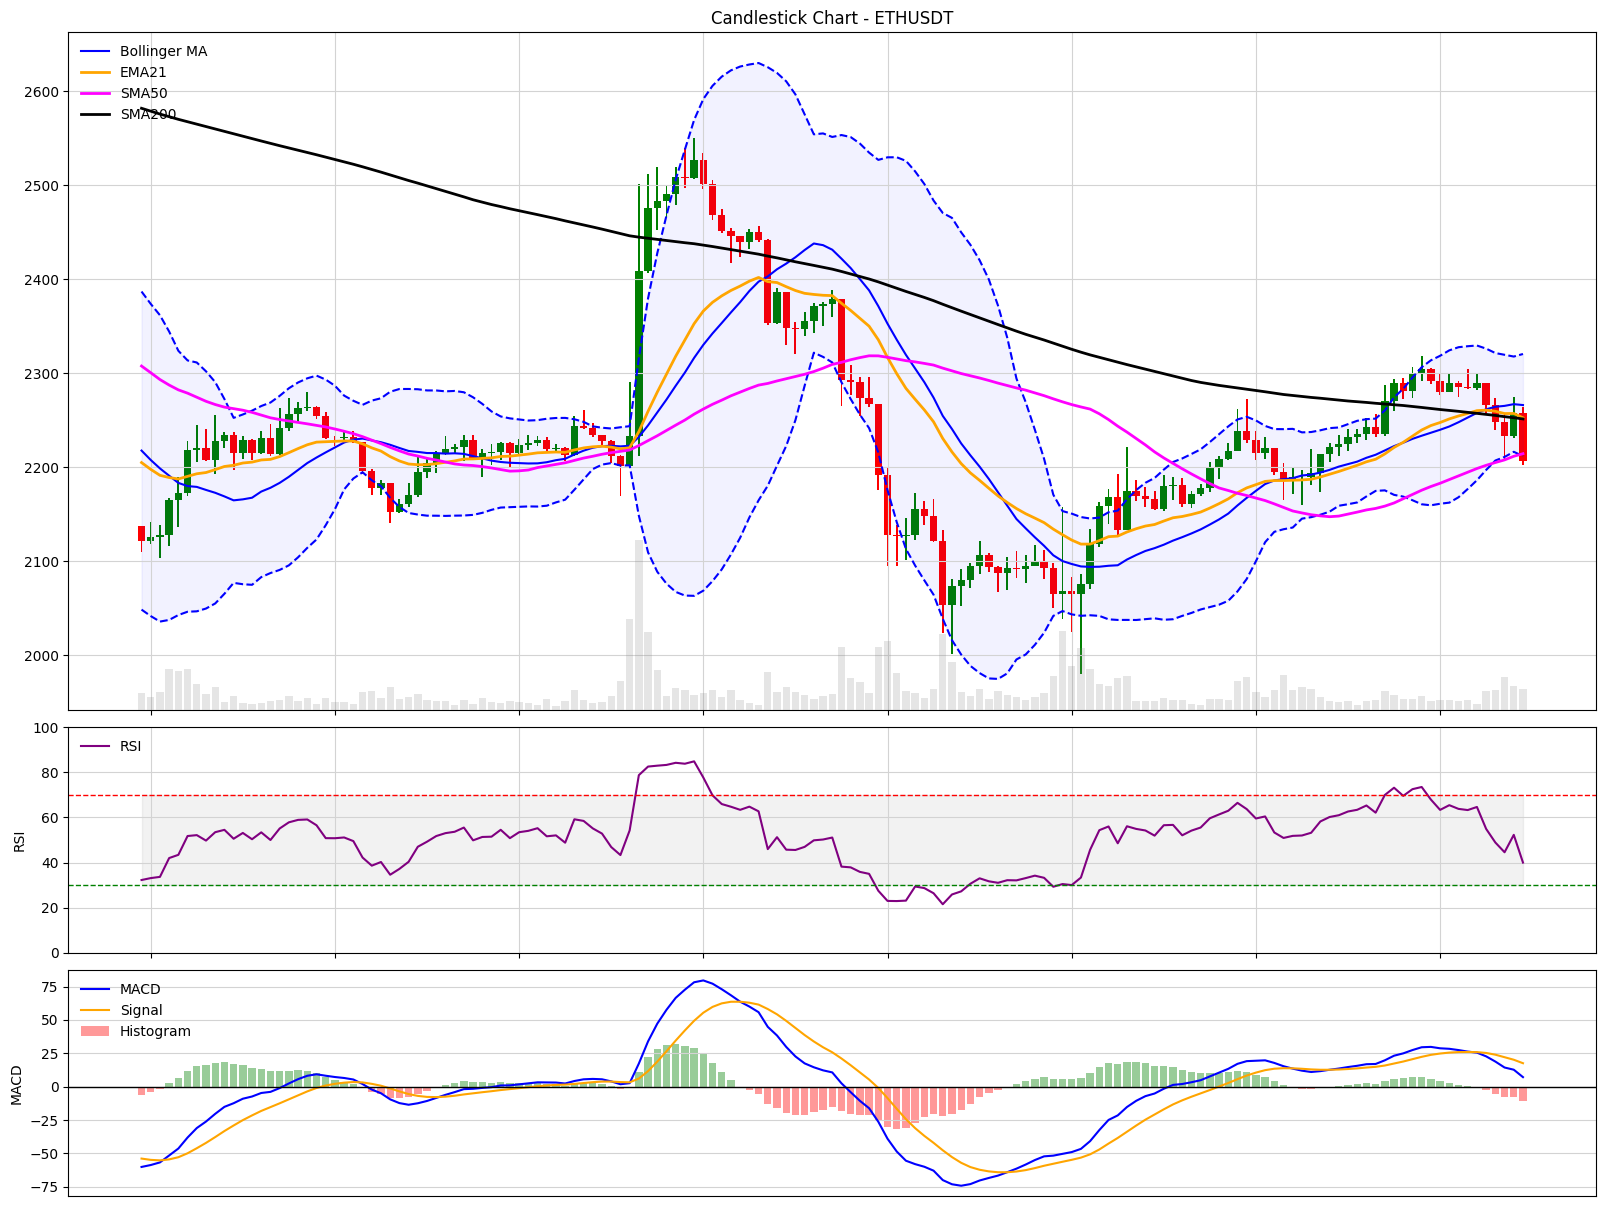 Candlestick Chart - ETHUSDT
Bollinger MA
EMA21
SMA50
SMA200
2600
2500
2400
2300
2200
2100
2000
RSI
100
80
60
40
20
0
RSI
MACD
Signal
Histogram
75
50
25
0
−25
−50
−75
MACD